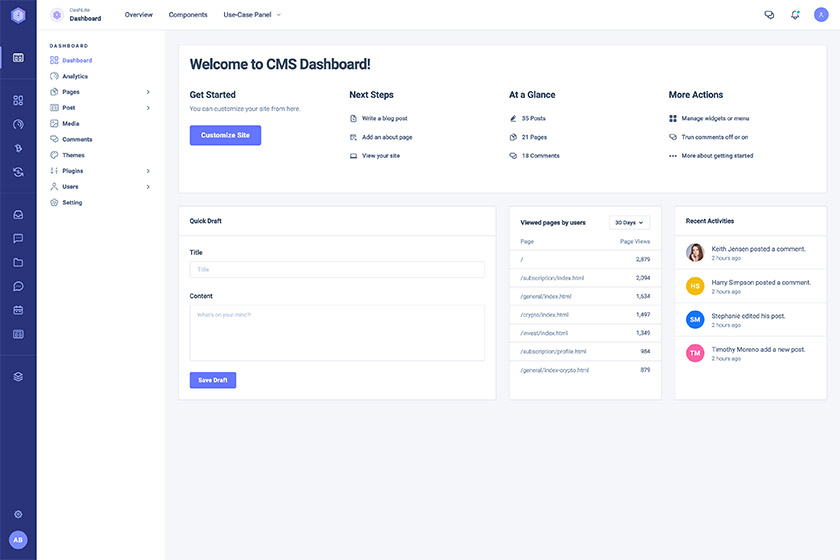 DashLite
Dashboard
Overview
Components
Use-Case Panel
DASHBOARD
Dashboard
Analytics
Pages
Post
Media
Comments
Themes
Plugins
Users
Setting
AB
Welcome to CMS Dashboard!
Get Started
You can customize your site from here.
Customize Site
Next Steps
Write a blog post
Add an about page
View your site
At a Glance
35 Posts
21 Pages
18 Comments
More Actions
Manage widgets or menu
Trun comments off or on
More about getting started
Quick Draft
Title
Title
Content
What's on your mind?!
Save Draft
Viewed pages by users
30 Days
Page Page Views
/ 2,879
/subscription/index.html 2,094
/general/index.html 1,634
/crypto/index.html 1,497
/invest/index.html 1,349
/subscription/profile.html 984
/general/index-crypto.html 879
Recent Activities
Keith Jensen posted a comment.
2 hours ago
HS
Harry Simpson posted a comment.
2 hours ago
SM
Stephanie edited his post.
2 hours ago
TM
Timothy Moreno add a new post.
2 hours ago